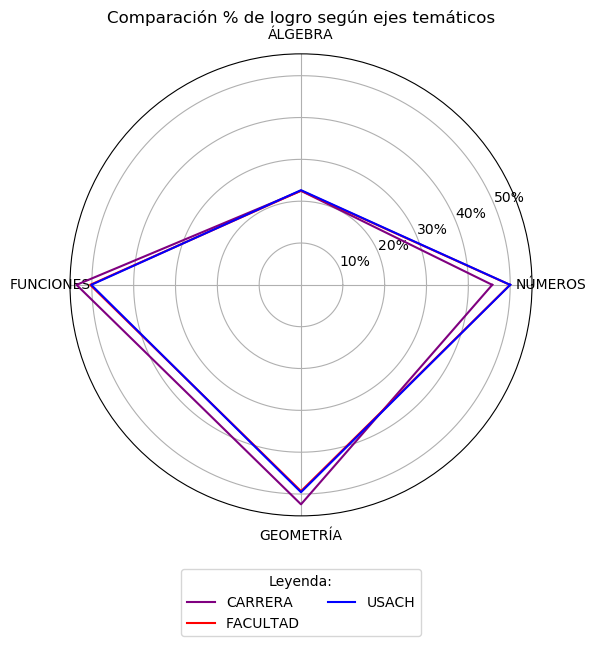 Comparación % de logro según ejes temáticos
ÁLGEBRA
50%
40%
30%
20%
10%
FUNCIONES
NÚMEROS
GEOMETRÍA
Leyenda:
CARRERA
USACH
FACULTAD